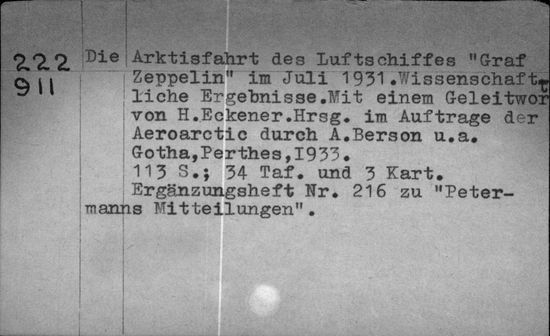 222 Die Arktisfahrt des Luftschiffes "Graf
911 Zeppelin" im Juli 1931.Wissenschaft-
liche Ergebnisse.Mit einem Geleitwort
von H.Eckener.Hrsg. im Auftrage der
Aeroarctic durch A.Berson u.a.
Gotha,Perthes,1933.
113 S.; 34 Taf. und 3 Kart.
Ergänzungsheft Nr. 216 zu "Peter-
manns Mitteilungen".